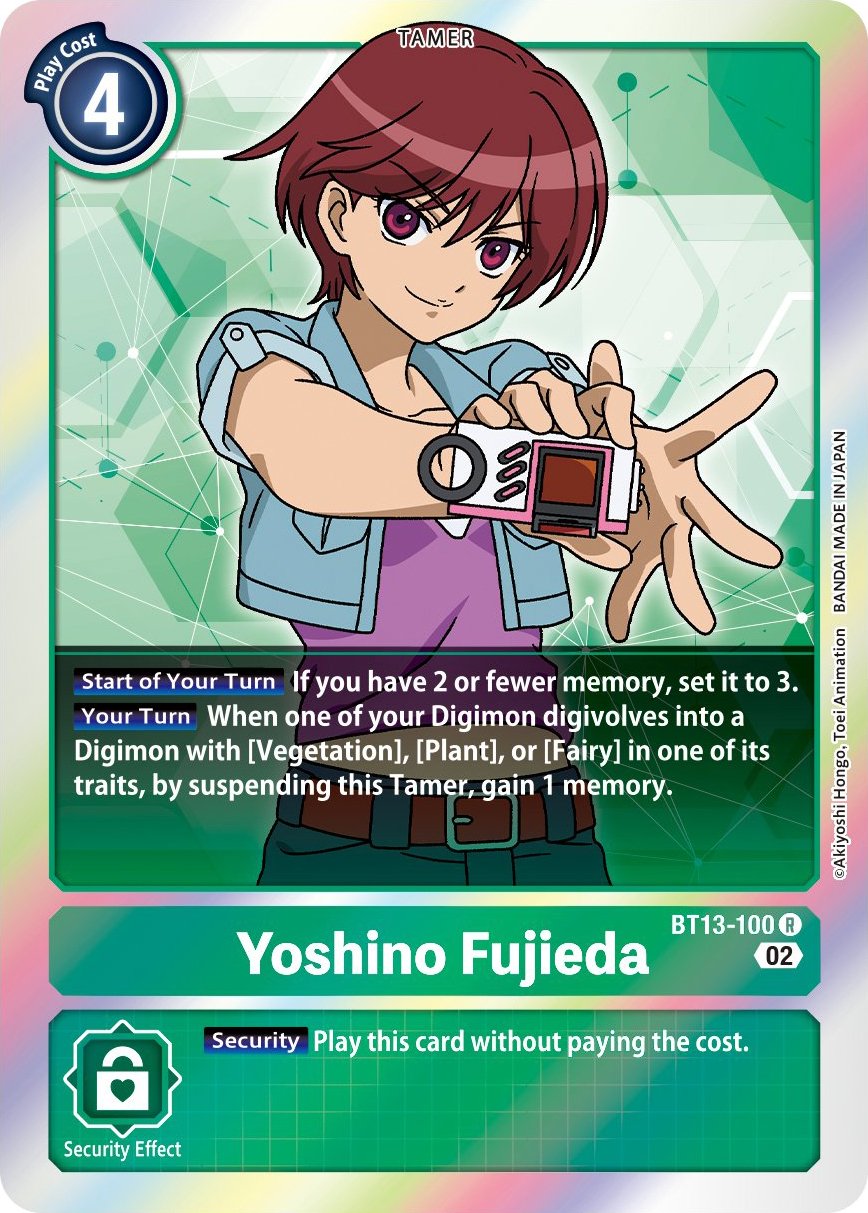 TAMER
Play Cost
4
Start of Your Turn If you have 2 or fewer memory, set it to 3.
Your Turn When one of your Digimon digivolves into a
Digimon with [Vegetation], [Plant], or [Fairy] in one of its
traits, by suspending this Tamer, gain 1 memory.
©Akiyoshi Hongo, Toei Animation BANDAI MADE IN JAPAN
BT13-100 R
Yoshino Fujieda
02
Security Play this card without paying the cost.
Security Effect